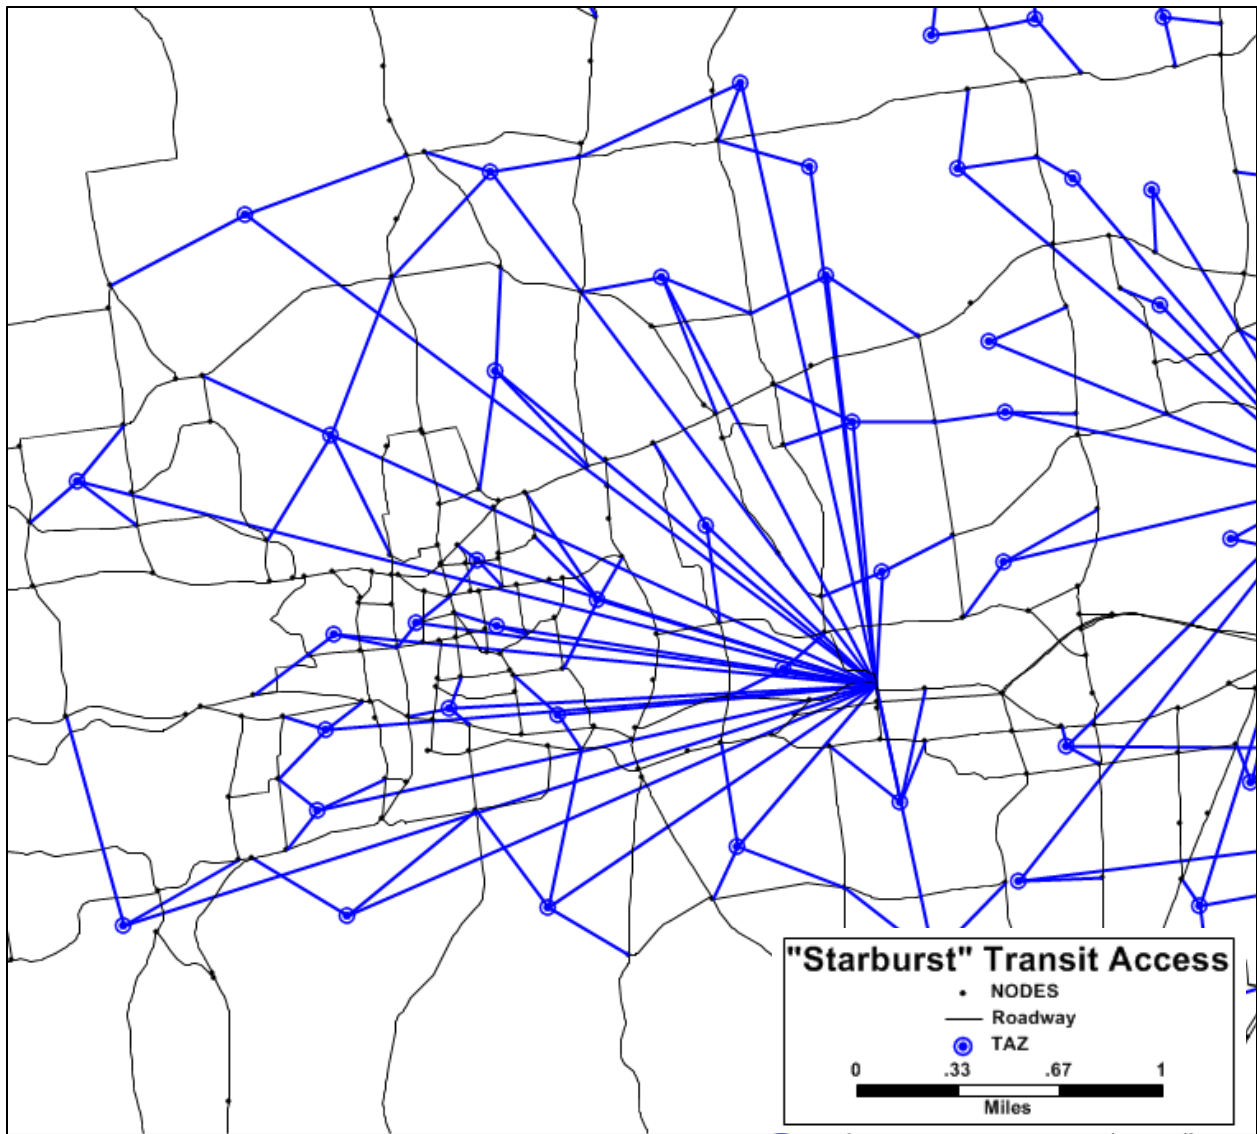 "Starburst" Transit Access
NODES
Roadway
TAZ
0 .33 .67 1
Miles